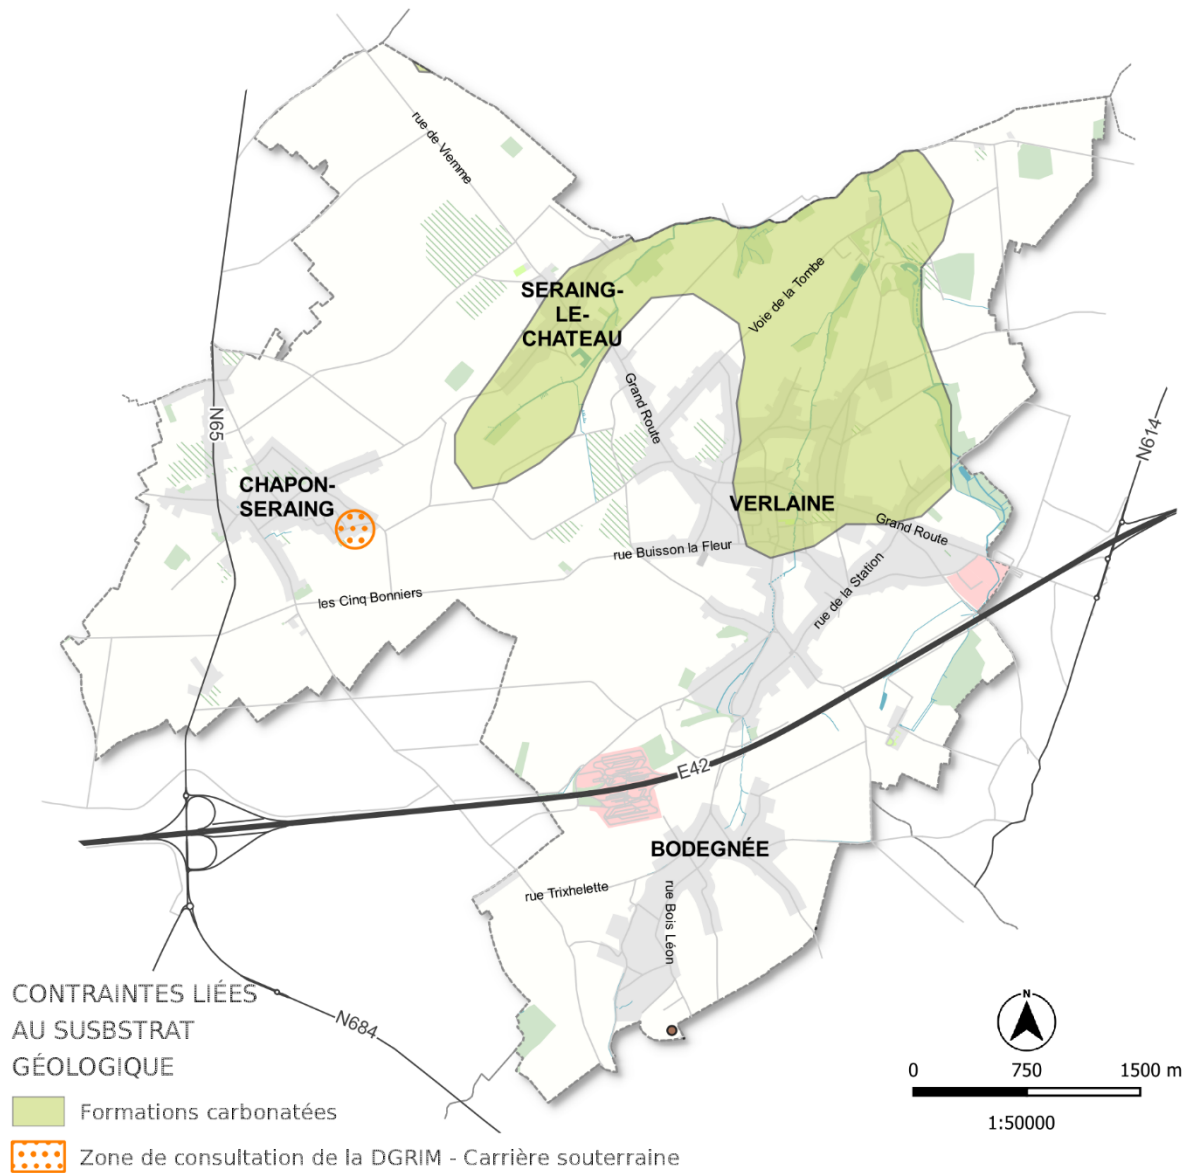 rue de Viemme
SERAING-
LE-
CHATEAU
Voie de la Tombe
N65
Grand Route
N614
CHAPON-
SERAING
VERLAINE
Grand Route
rue Buisson la Fleur
rue de la Station
les Cinq Bonniers
E42
BODEGNÉE
rue Trixhelette
rue Bois Léon
CONTRAINTES LIÉES
AU SUSBSTRAT
GÉOLOGIQUE
N684
N
0 750 1500 m
1:50000
Formations carbonatées
Zone de consultation de la DGRIM - Carrière souterraine